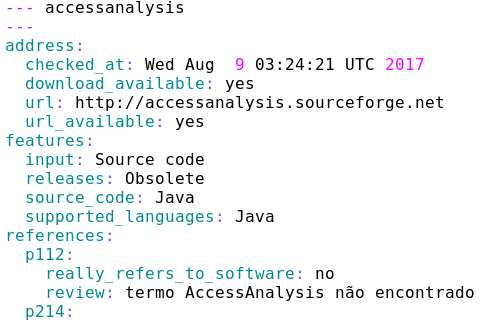 --- accessanalysis
---
address:
  checked_at: Wed Aug  9 03:24:21 UTC 2017
  download_available: yes
  url: http://accessanalysis.sourceforge.net
  url_available: yes
features:
  input: Source code
  releases: Obsolete
  source_code: Java
  supported_languages: Java
references:
  p112:
    really_refers_to_software: no
    review: termo AccessAnalysis não encontrado
  p214: